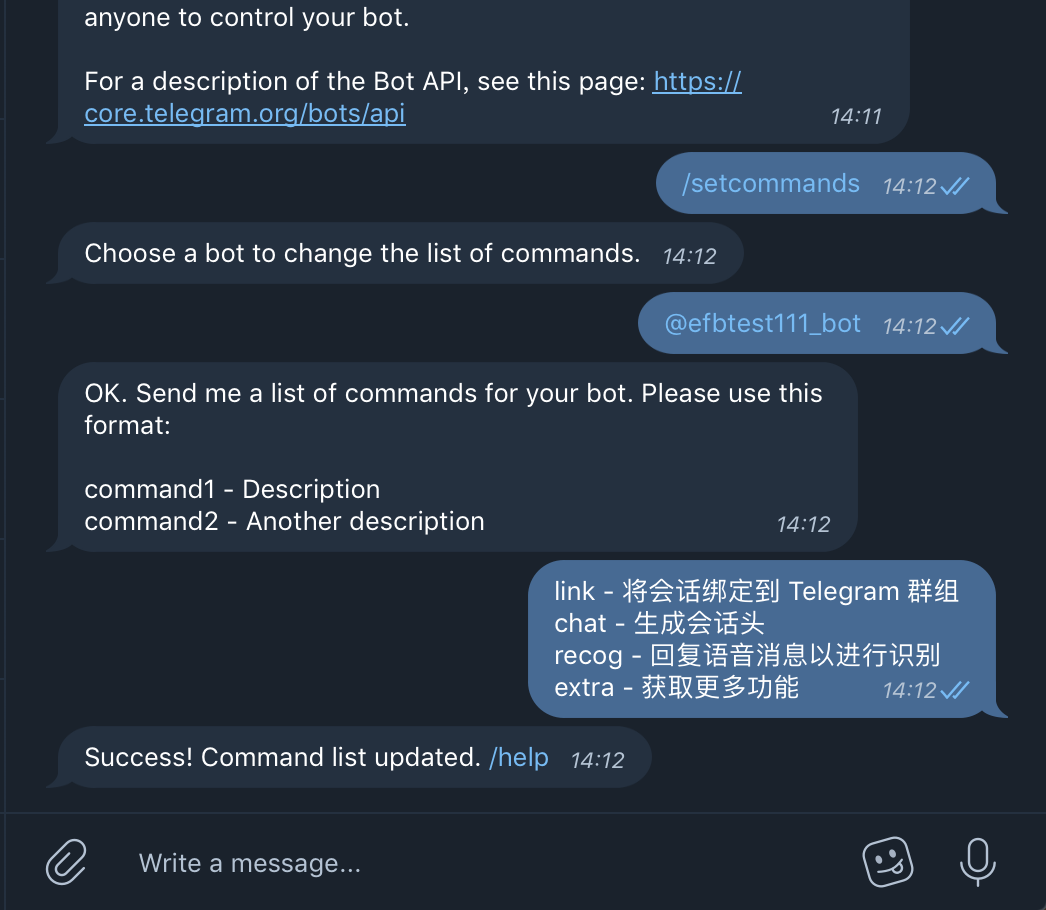 anyone to control your bot.
For a description of the Bot API, see this page: https://
core.telegram.org/bots/api
14:11
/setcommands 14:12
Choose a bot to change the list of commands. 14:12
@efbtest111_bot 14:12
OK. Send me a list of commands for your bot. Please use this
format:
command1 - Description
command2 - Another description 14:12
link - 将会话绑定到 Telegram 群组
chat - 生成会话头
recog - 回复语音消息以进行识别
extra - 获取更多功能 14:12
Success! Command list updated. /help 14:12
Write a message...